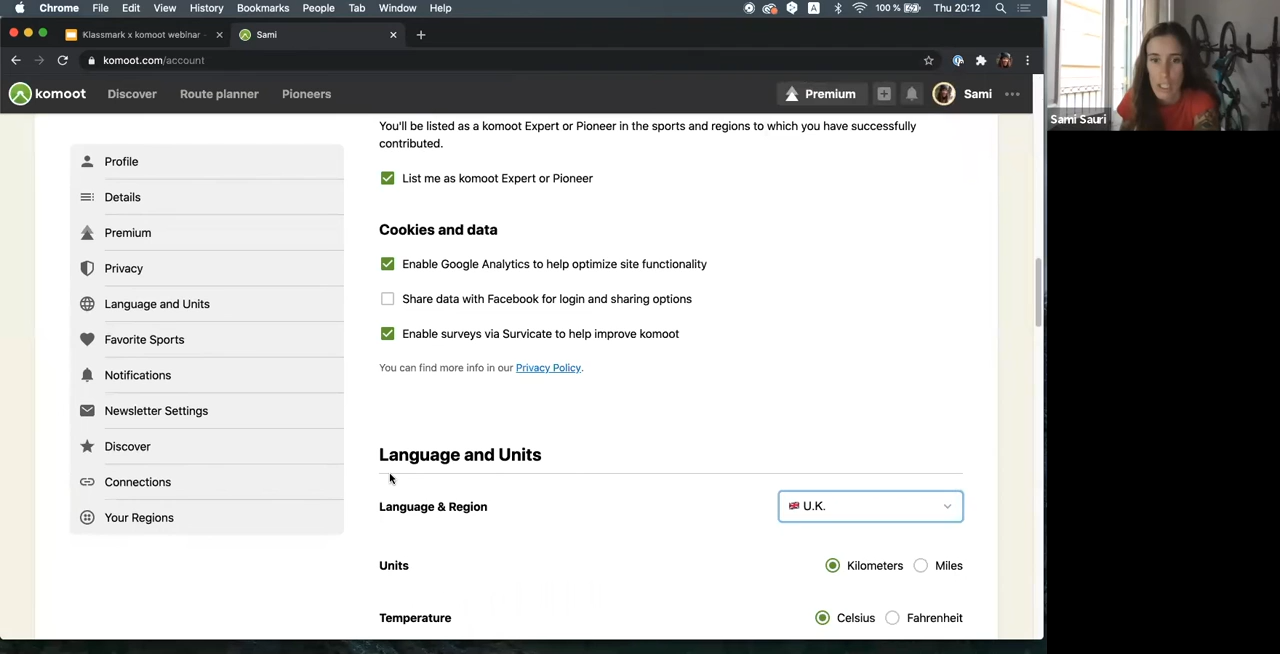 Chrome File Edit View History Bookmarks People Tab Window Help
A 100 % Thu 20:12
Klassmark x komoot webinar
Sami
komoot.com/account
komoot Discover Route planner Pioneers
Premium Sami
You'll be listed as a komoot Expert or Pioneer in the sports and regions to which you have successfully
contributed.
List me as komoot Expert or Pioneer
Cookies and data
Enable Google Analytics to help optimize site functionality
Share data with Facebook for login and sharing options
Enable surveys via Survicate to help improve komoot
You can find more info in our Privacy Policy.
Language and Units
Language & Region
U.K.
Units
Kilometers Miles
Temperature
Celsius Fahrenheit
Profile
Details
Premium
Privacy
Language and Units
Favorite Sports
Notifications
Newsletter Settings
Discover
Connections
Your Regions
Sami Sauri